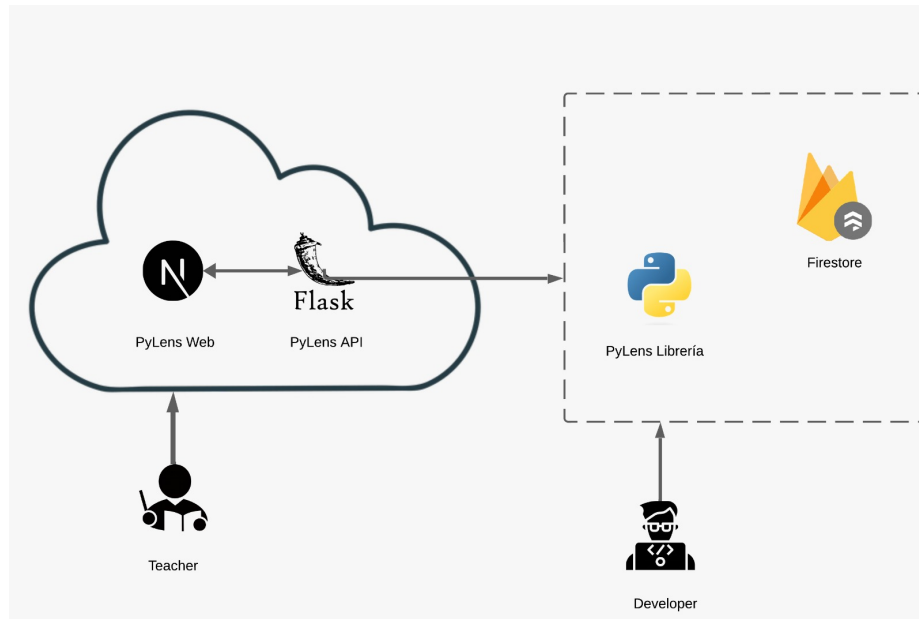 Firestore
Flask
PyLens Web
PyLens API
PyLens Librería
Teacher
Developer